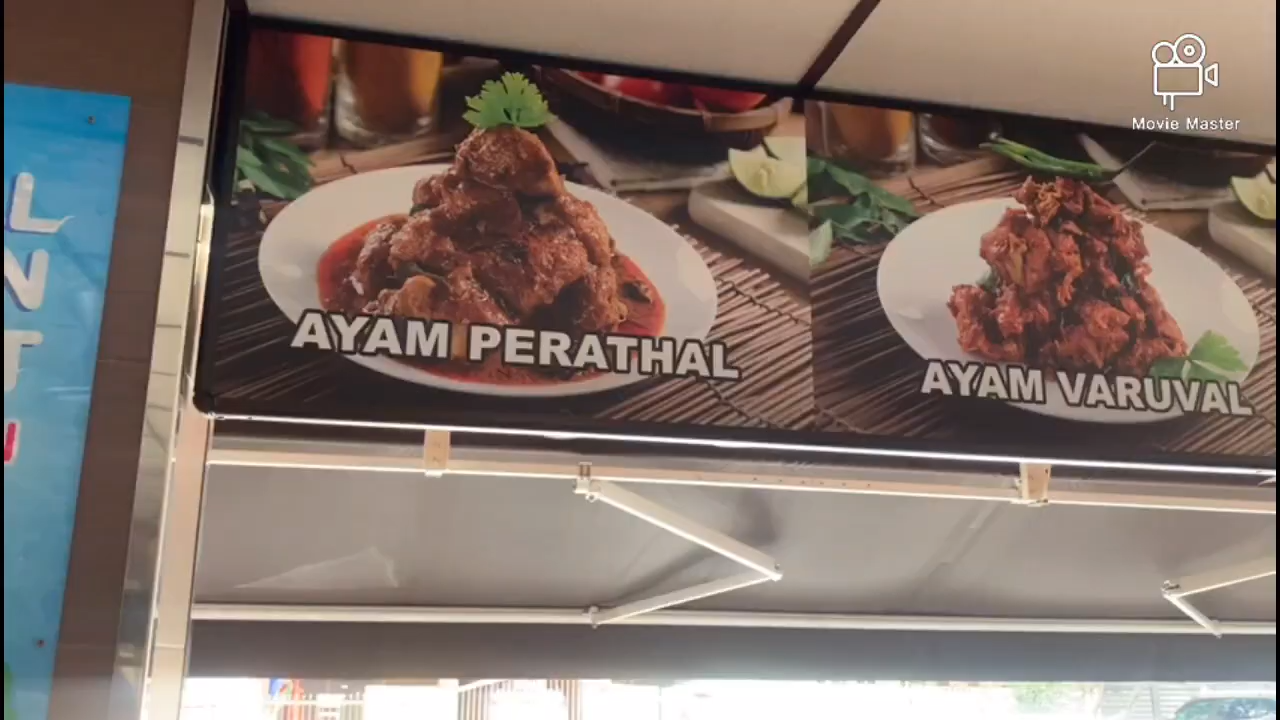 Movie Master
L
N
T
AYAM PERATHAL
AYAM VARUVAL